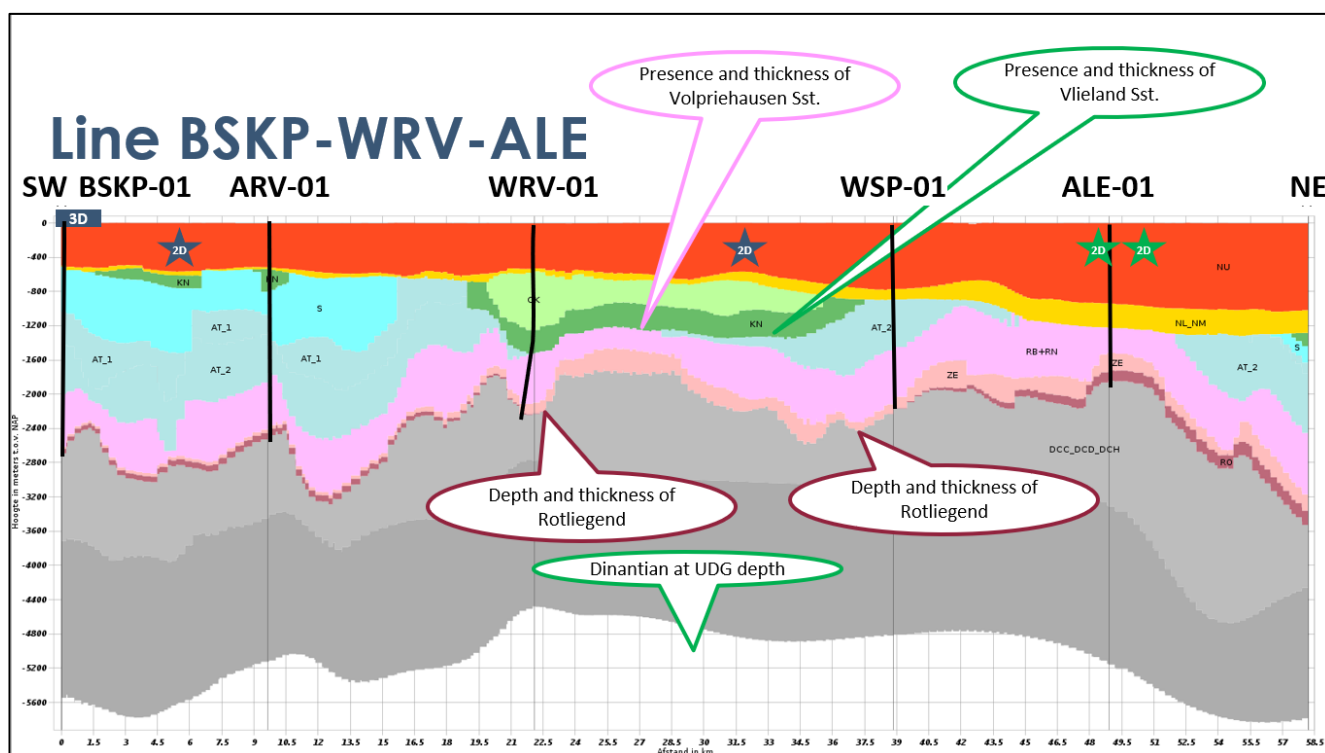 Presence and thickness of
Volpriehausen Sst.
Presence and thickness of
Vlieland Sst.
Line BSKP-WRV-ALE
SW BSKP-01 ARV-01 WRV-01 WSP-01 ALE-01 NE
3D
2D 2D 2D 2D
NU
KN KN
CK
S
KN
AT_1
AT_2
AT_1
AT_1
AT_2
NL_NM
RB+RN
ZE
ZE
AT_2
S
DCC_DCD_DCH
RO
Depth and thickness of
Rotliegend
Depth and thickness of
Rotliegend
Dinantian at UDG depth
Hoogte in meters t.o.v. NAP
0
-400
-800
-1200
-1600
-2000
-2400
-2800
-3200
-3600
-4000
-4400
-4800
-5200
-5600
0 1.5 3 4.5 6 7.5 9 10.5 12 13.5 15 16.5 18 19.5 21 22.5 24 25.5 27 28.5 30 31.5 33 34.5 36 37.5 39 40.5 42 43.5 45 46.5 48 49.5 51 52.5 54 55.5 57 58.5
Afstand in km